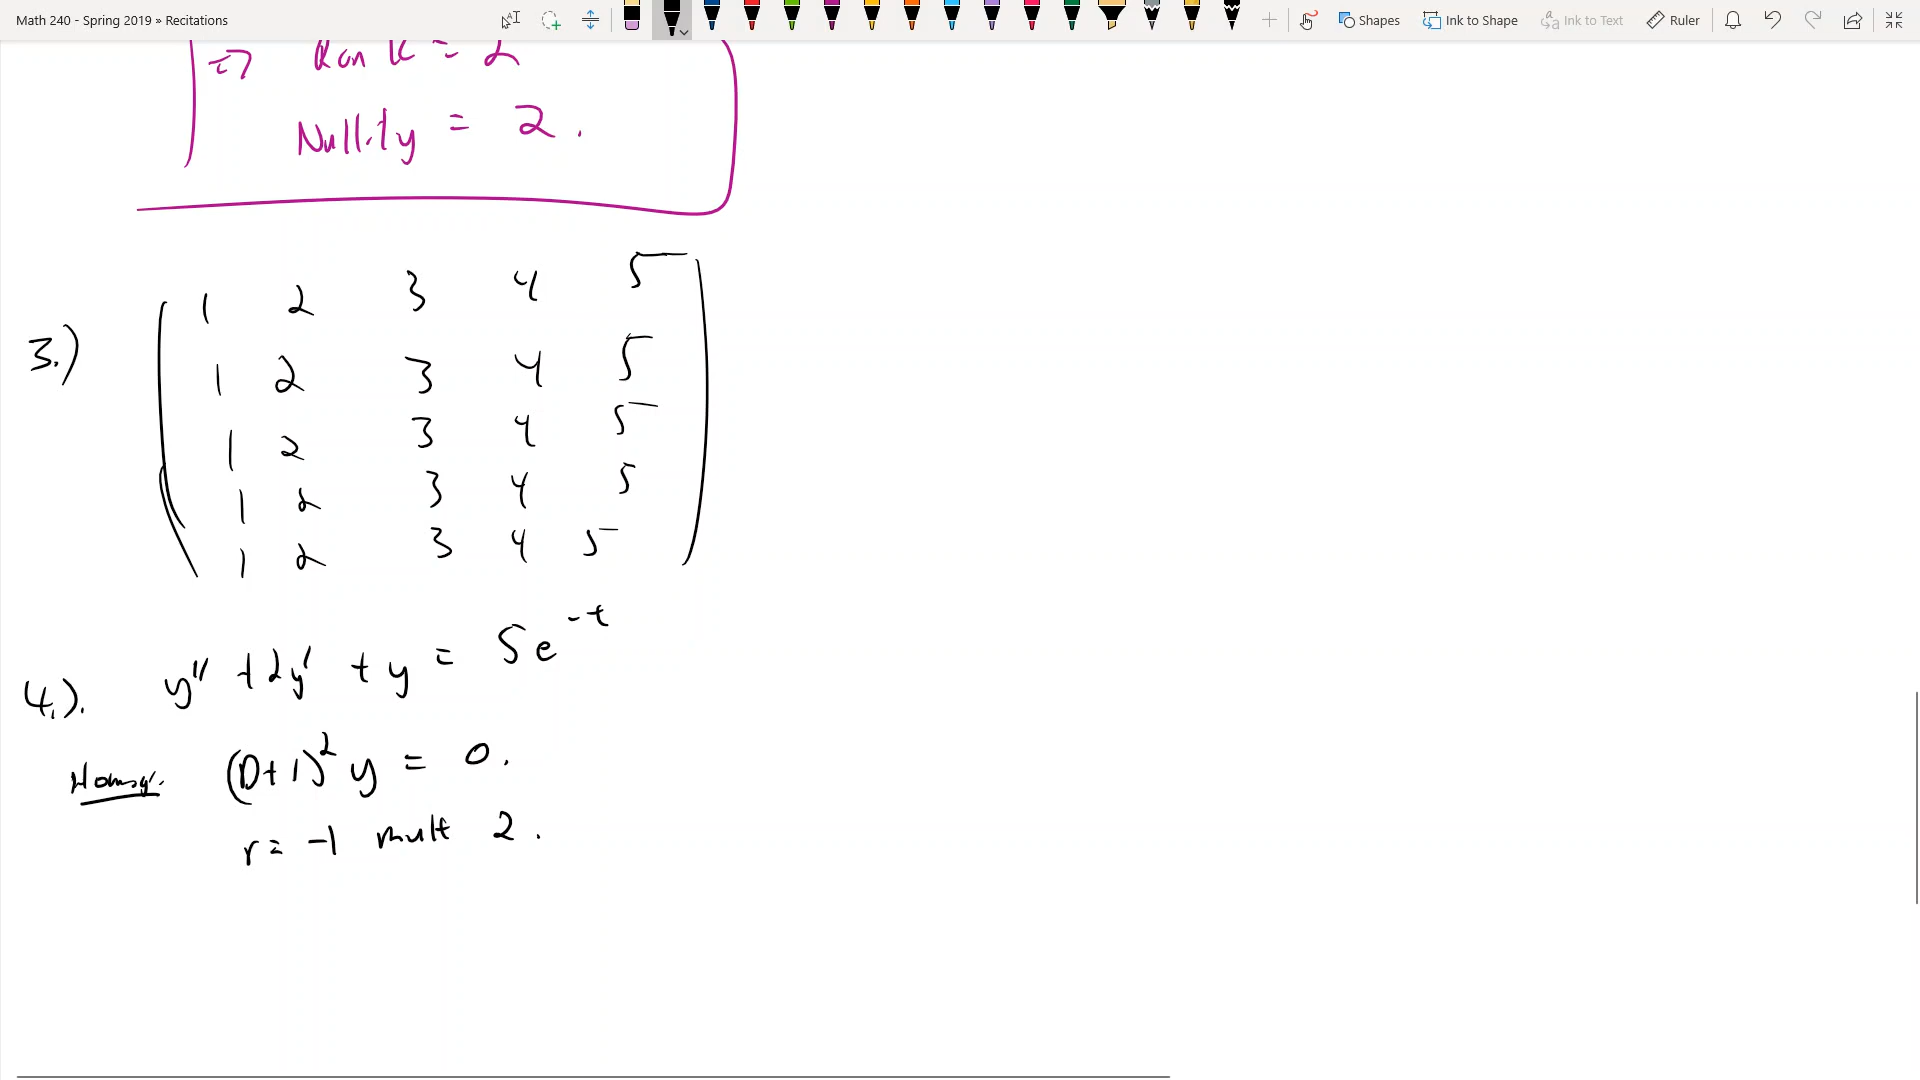 Math 240 - Spring 2019 » Recitations
Shapes
Ink to Shape
Ink to Text
Ruler
=> Rank = 2
Nullity = 2.
3.)
1 2 3 4 5
1 2 3 4 5
1 2 3 4 5
1 2 3 4 5
1 2 3 4 5
4.). y'' + 2y' + y = 5e^-t
Homog. (D+1)^2 y = 0.
r = -1 mult 2.